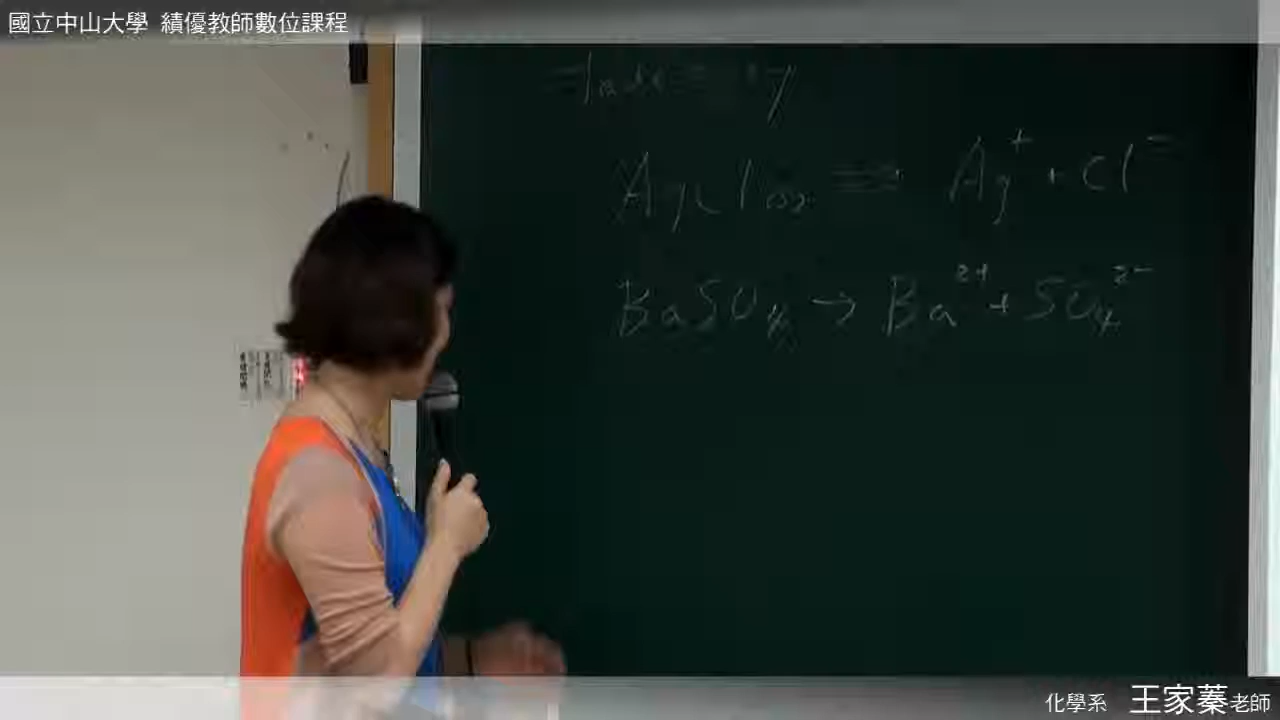 國立中山大學 績優教師數位課程
AgCl(s) ⇌ Ag⁺ + Cl⁻
BaSO₄ → Ba²⁺ + SO₄²⁻
化學系 王家蓁老師